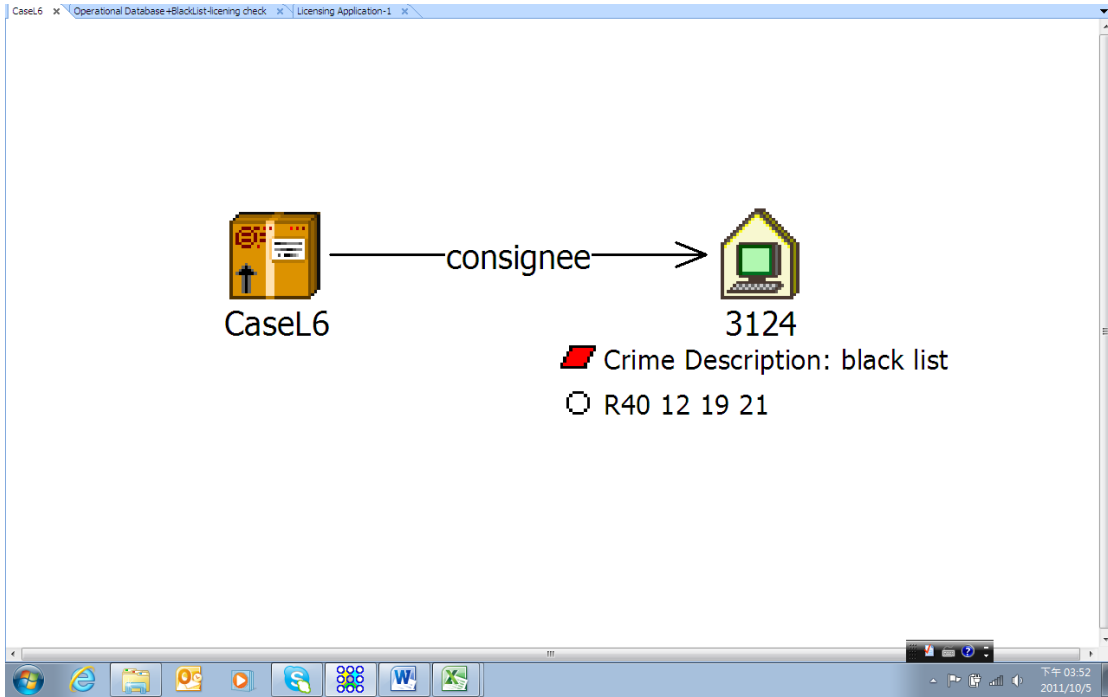 CaseL6 Operational Database+BlackList-licening check Licensing Application-1
consignee
CaseL6
3124
Crime Description: black list
R40 12 19 21
下午 03:52
2011/10/5